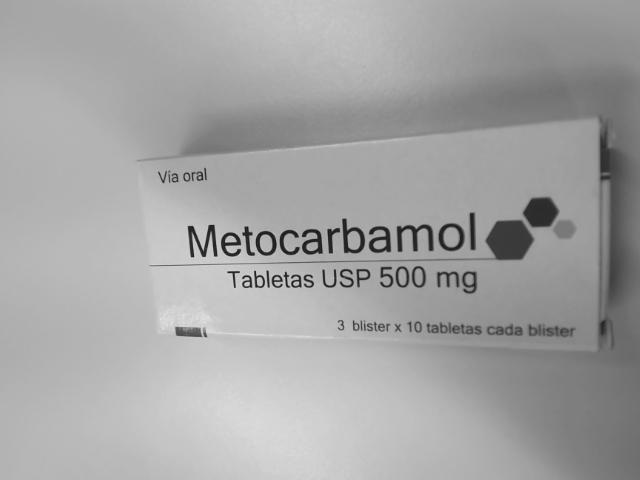 Vía oral
Metocarbamol
Tabletas USP 500 mg
3 blister x 10 tabletas cada blister